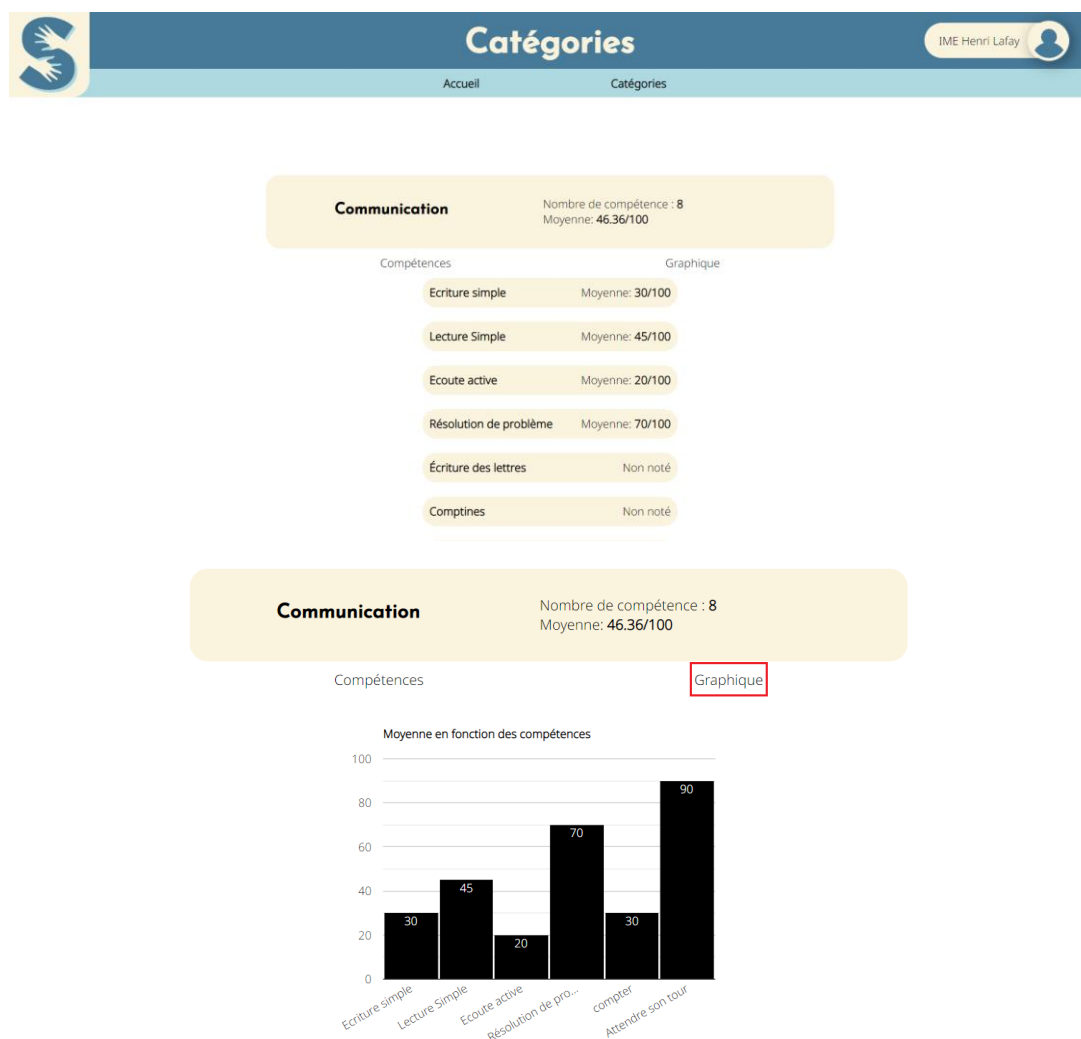 Catégories
IME Henri Lafay
Accueil Catégories
Communication
Nombre de compétence : 8
Moyenne: 46.36/100
Compétences Graphique
Ecriture simple Moyenne: 30/100
Lecture Simple Moyenne: 45/100
Ecoute active Moyenne: 20/100
Résolution de problème Moyenne: 70/100
Écriture des lettres Non noté
Comptines Non noté
Communication
Nombre de compétence : 8
Moyenne: 46.36/100
Compétences Graphique
Moyenne en fonction des compétences
100
80
60
40
20
0
30
45
20
70
30
90
Ecriture simple
Lecture Simple
Ecoute active
Résolution de pro...
compter
Attendre son tour